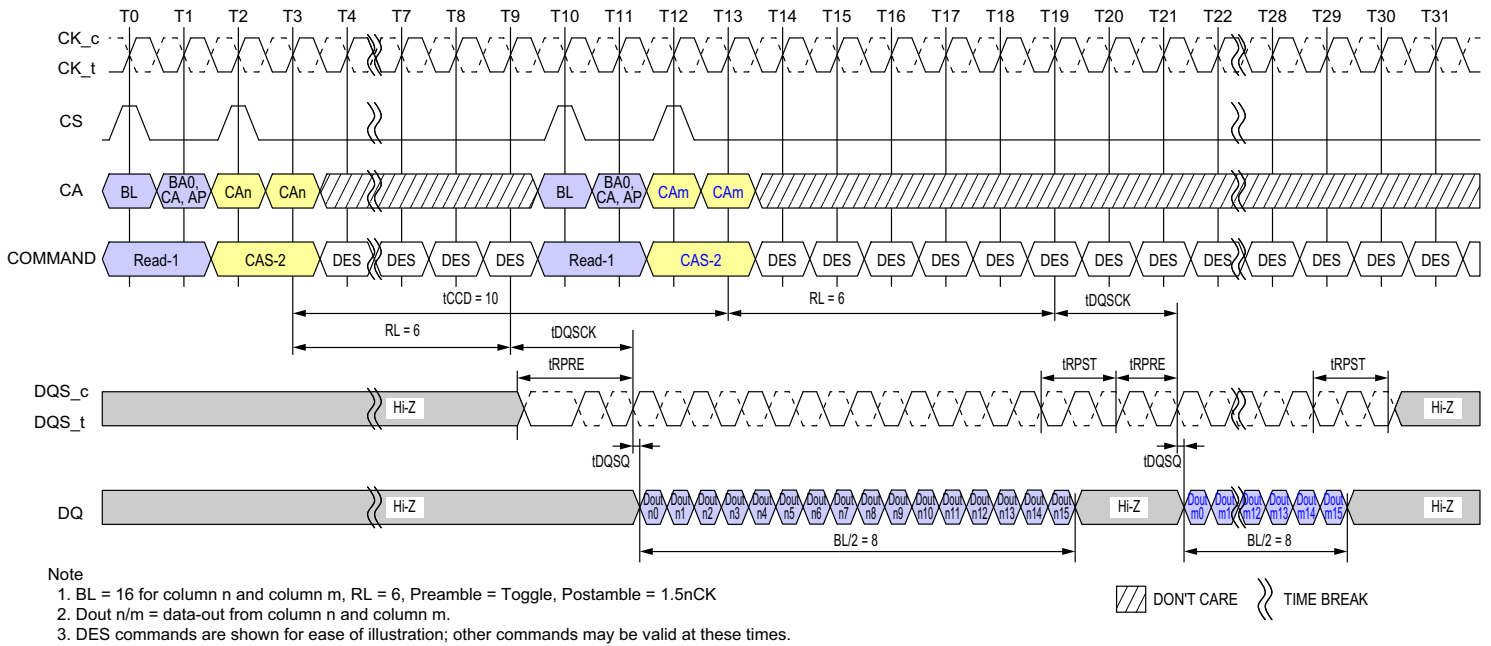 T0 T1 T2 T3 T4 T7 T8 T9 T10 T11 T12 T13 T14 T15 T16 T17 T18 T19 T20 T21 T22 T28 T29 T30 T31
CK_c
CK_t
CS
CA
BL
BA0,
CA, AP
CAn
CAn
BL
BA0,
CA, AP
CAm
CAm
COMMAND
Read-1 CAS-2 DES DES DES DES Read-1 CAS-2 DES DES DES DES DES DES DES DES DES DES DES DES DES
tCCD = 10
RL = 6
tDQSCK
RL = 6
tDQSCK
tRPRE
tRPST
tRPRE
tRPST
DQS_c
DQS_t
Hi-Z
Hi-Z
tDQSQ
tDQSQ
DQ
Hi-Z
Dout
n0
Dout
n1
Dout
n2
Dout
n3
Dout
n4
Dout
n5
Dout
n6
Dout
n7
Dout
n8
Dout
n9
Dout
n10
Dout
n11
Dout
n12
Dout
n13
Dout
n14
Dout
n15
Hi-Z
Dout
m0
Dout
m1
Dout
m12
Dout
m13
Dout
m14
Dout
m15
Hi-Z
BL/2 = 8
BL/2 = 8
Note
1. BL = 16 for column n and column m, RL = 6, Preamble = Toggle, Postamble = 1.5nCK
2. Dout n/m = data-out from column n and column m.
3. DES commands are shown for ease of illustration; other commands may be valid at these times.
DON'T CARE
TIME BREAK